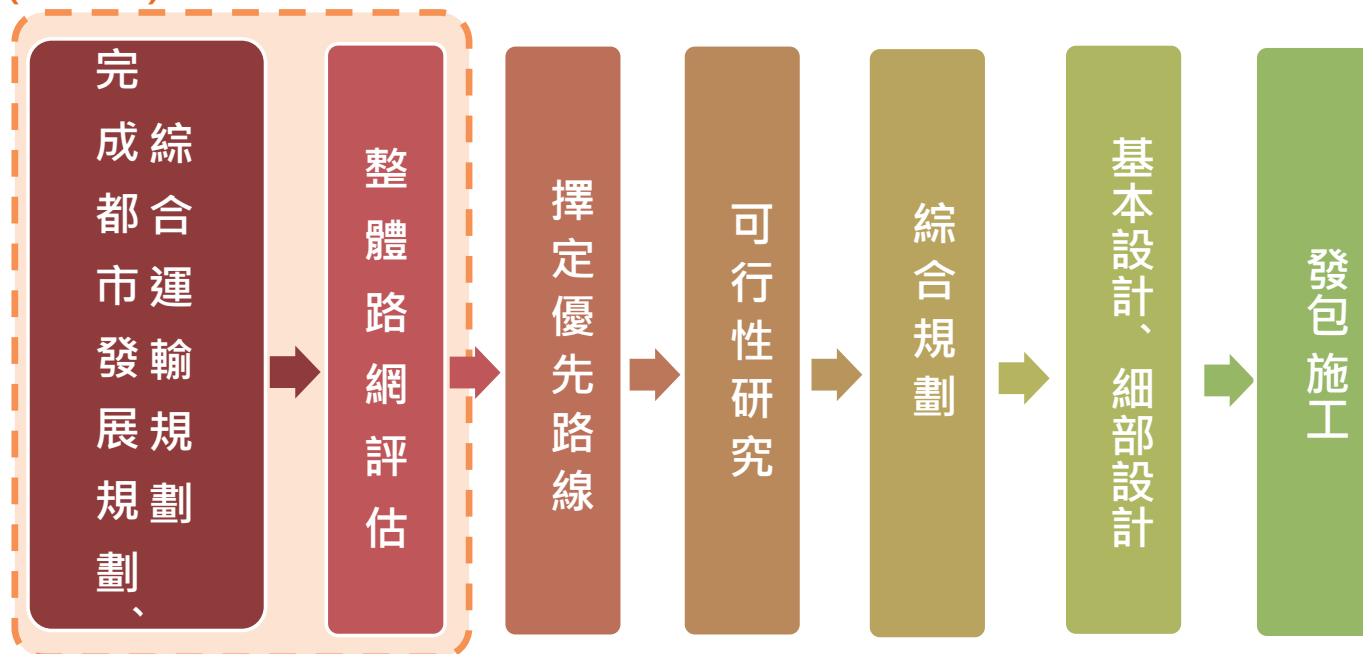 完成都市發展規劃、
綜合運輸規劃
整體路網評估
擇定優先路線
可行性研究
綜合規劃
基本設計、細部設計
發包施工